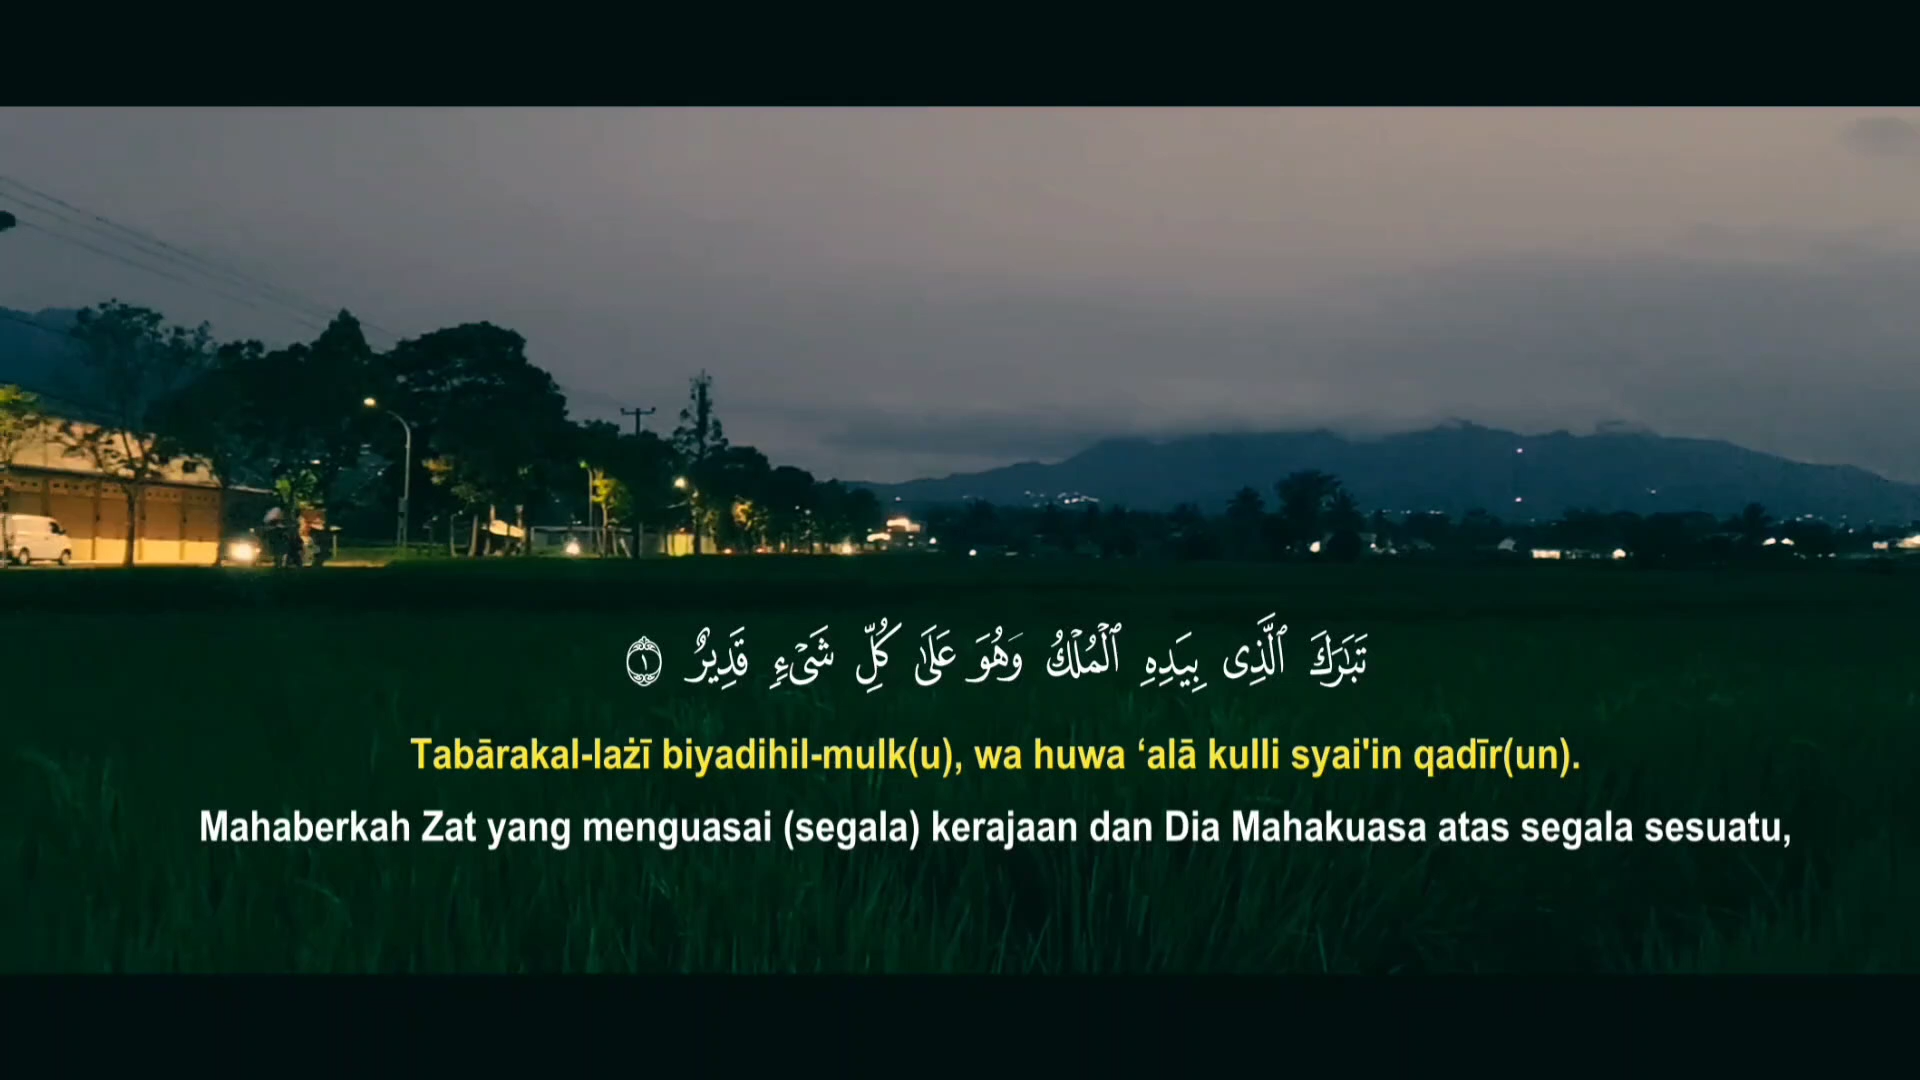 تَبَٰرَكَ ٱلَّذِى بِيَدِهِ ٱلْمُلْكُ وَهُوَ عَلَىٰ كُلِّ شَىْءٍ قَدِيرٌ ١
Tabārakal-lażī biyadihil-mulk(u), wa huwa ‘alā kulli syai'in qadīr(un).
Mahaberkah Zat yang menguasai (segala) kerajaan dan Dia Mahakuasa atas segala sesuatu,